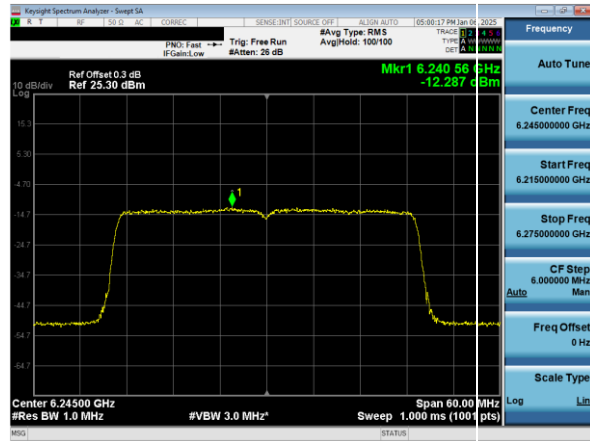 Keysight Spectrum Analyzer - Swept SA
R T RF 50 Ω AC CORREC SENSE:INT SOURCE OFF ALIGN AUTO 05:00:17 PM Jan 06, 2025
#Avg Type: RMS
TRACE 1 2 3 4 5 6
PNO: Fast
Trig: Free Run
Avg|Hold: 100/100
TYPE A
IFGain:Low
#Atten: 26 dB
DET A N N N N N
Ref Offset 0.3 dB
Mkr1 6.240 56 GHz
10 dB/div
Ref 25.30 dBm
-12.287 dBm
Log
15.3
5.30
-4.70
1
-14.7
-24.7
-34.7
-44.7
-54.7
-64.7
Center 6.24500 GHz
Span 60.00 MHz
#Res BW 1.0 MHz
#VBW 3.0 MHz*
Sweep 1.000 ms (1001 pts)
MSG
STATUS
Frequency
Auto Tune
Center Freq
6.245000000 GHz
Start Freq
6.215000000 GHz
Stop Freq
6.275000000 GHz
CF Step
6.000000 MHz
Auto Man
Freq Offset
0 Hz
Scale Type
Log Lin